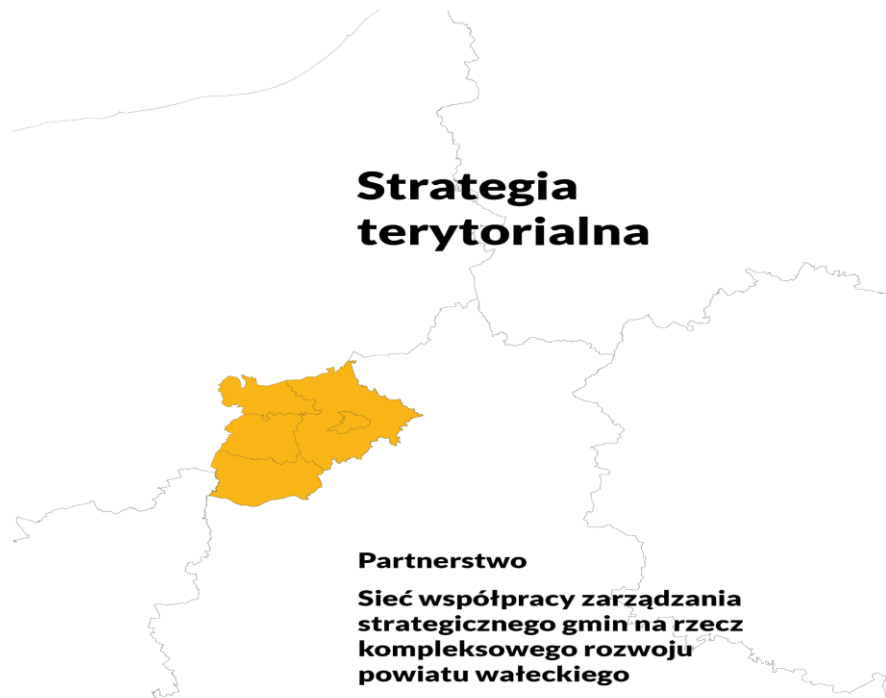 Strategia
terytorialna
Partnerstwo
Sieć współpracy zarządzania
strategicznego gmin na rzecz
kompleksowego rozwoju
powiatu wałeckiego